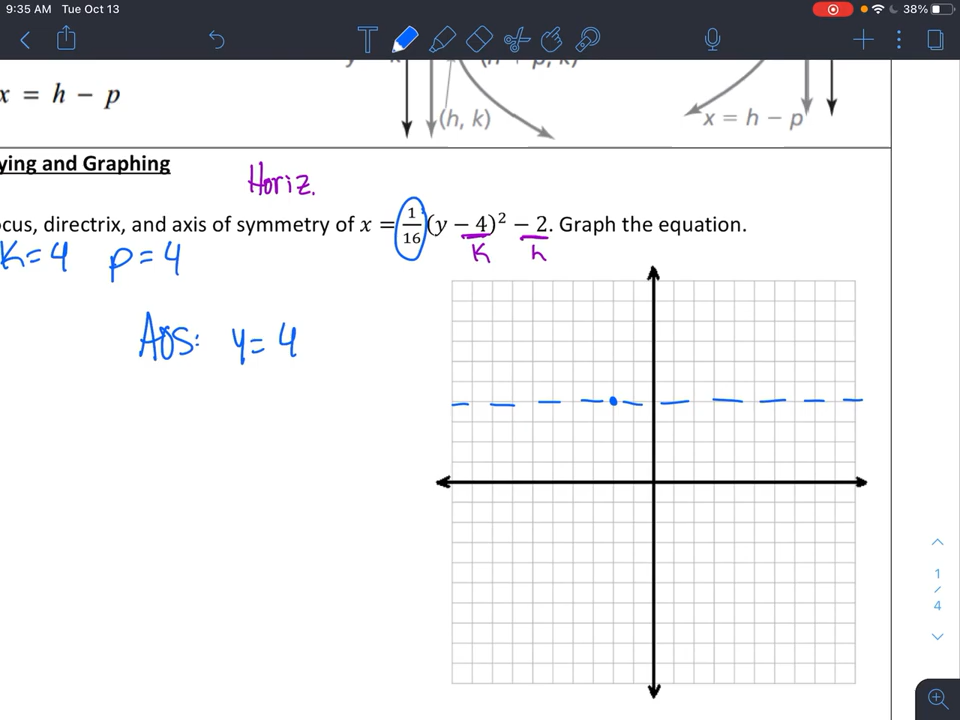 9:35 AM Tue Oct 13
38%
(h, k)
x = h − p
x = h − p
ying and Graphing
Horiz.
ocus, directrix, and axis of symmetry of x = 1/16 (y − 4)² − 2. Graph the equation.
K h
K=4 p=4
AOS: y=4
1
/
4